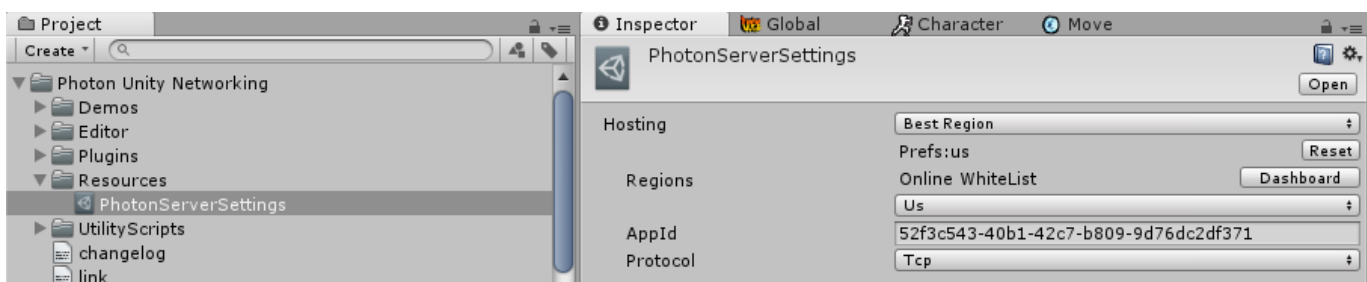 Project
Create
Photon Unity Networking
Demos
Editor
Plugins
Resources
PhotonServerSettings
UtilityScripts
changelog
link
Inspector Global Character Move
PhotonServerSettings
Open
Hosting Best Region
Prefs:us Reset
Regions Online WhiteList Dashboard
Us
AppId 52f3c543-40b1-42c7-b809-9d76dc2df371
Protocol Tcp